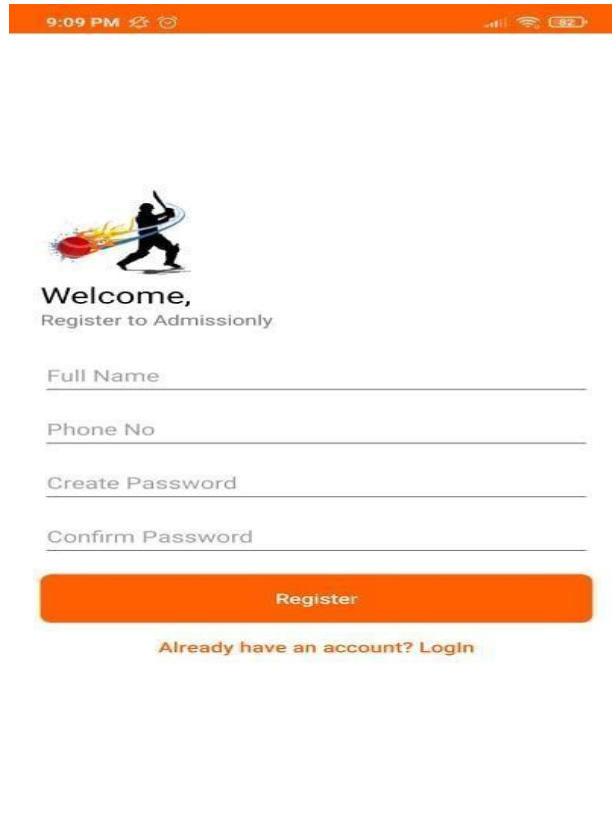 9:09 PM 82
Welcome,
Register to Admissionly
Full Name
Phone No
Create Password
Confirm Password
Register
Already have an account? LogIn